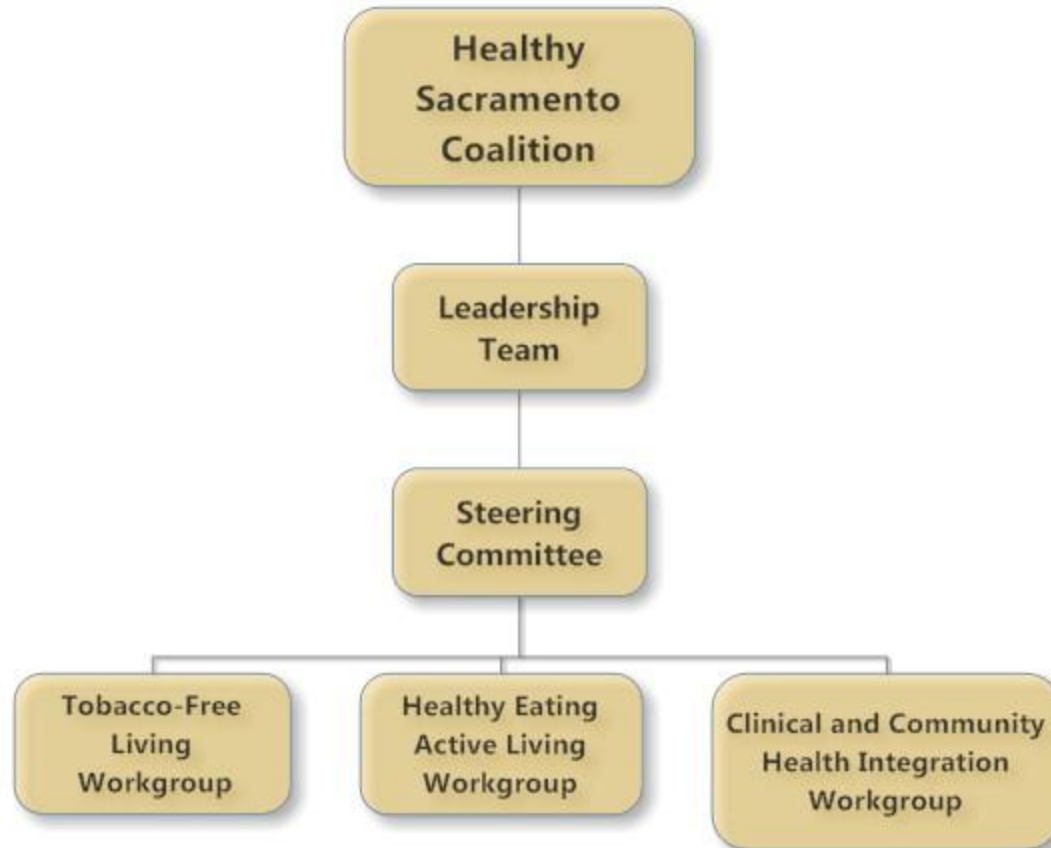 Healthy
Sacramento
Coalition
Leadership
Team
Steering
Committee
Tobacco-Free
Living
Workgroup
Healthy Eating
Active Living
Workgroup
Clinical and Community
Health Integration
Workgroup